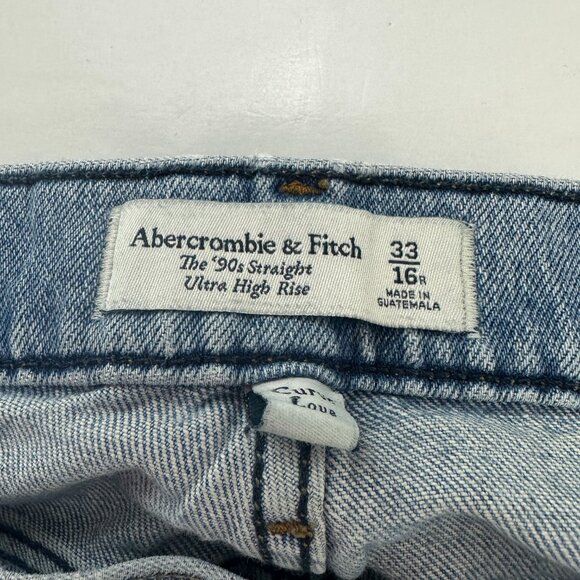 Abercrombie & Fitch
The '90s Straight
Ultra High Rise
33
16R
MADE IN
GUATEMALA
Curve
Love